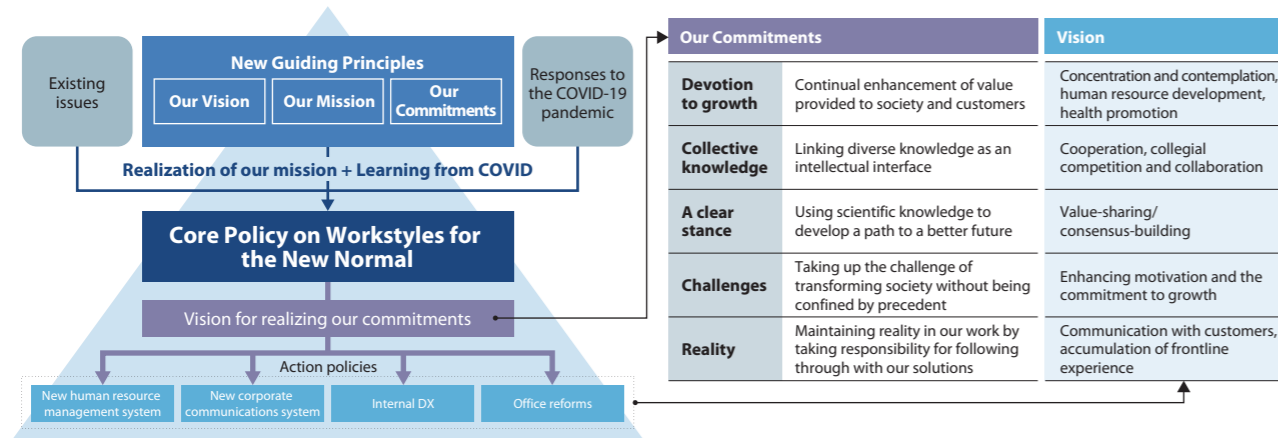 Existing
issues
New Guiding Principles
Our Vision
Our Mission
Our
Commitments
Responses to
the COVID-19
pandemic
Realization of our mission + Learning from COVID
Core Policy on Workstyles for
the New Normal
Vision for realizing our commitments
Action policies
New human resource
management system
New corporate
communications system
Internal DX
Office reforms
Our Commitments
Vision
Devotion
to growth
Continual enhancement of value
provided to society and customers
Concentration and contemplation,
human resource development,
health promotion
Collective
knowledge
Linking diverse knowledge as an
intellectual interface
Cooperation, collegial
competition and collaboration
A clear
stance
Using scientific knowledge to
develop a path to a better future
Value-sharing/
consensus-building
Challenges
Taking up the challenge of
transforming society without being
confined by precedent
Enhancing motivation and the
commitment to growth
Reality
Maintaining reality in our work by
taking responsibility for following
through with our solutions
Communication with customers,
accumulation of frontline
experience